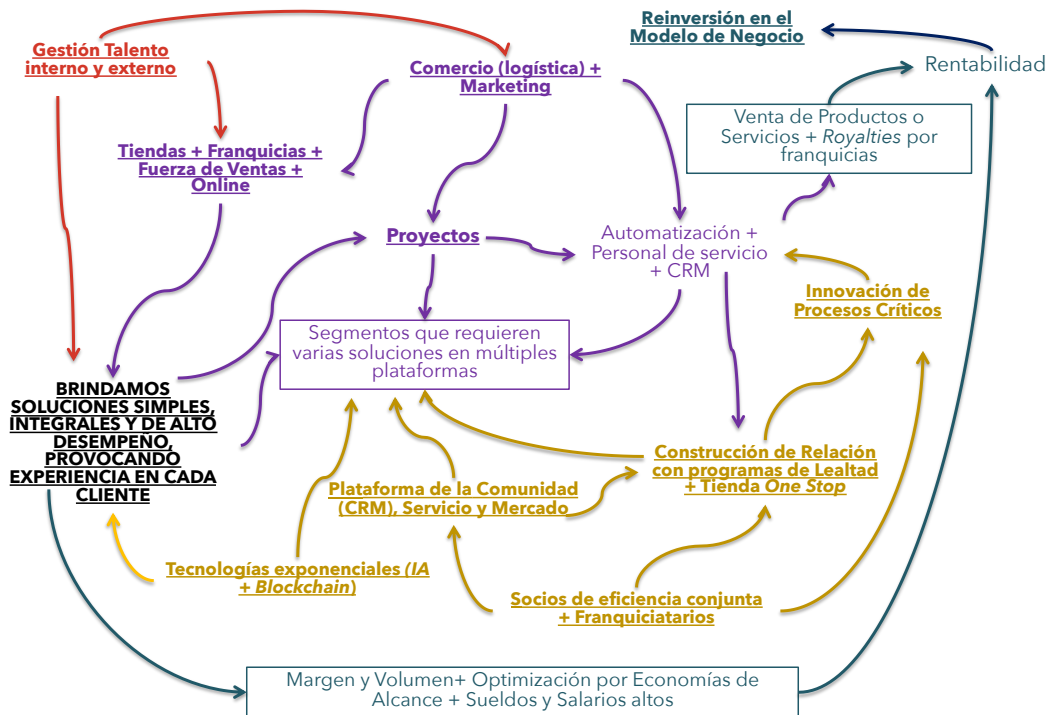 Reinversión en el
Modelo de Negocio
Gestión Talento
interno y externo
Comercio (logística) +
Marketing
Rentabilidad
Venta de Productos o
Servicios + Royalties por
franquicias
Tiendas + Franquicias +
Fuerza de Ventas +
Online
Proyectos
Automatización +
Personal de servicio
+ CRM
Innovación de
Procesos Críticos
Segmentos que requieren
varias soluciones en múltiples
plataformas
BRINDAMOS
SOLUCIONES SIMPLES,
INTEGRALES Y DE ALTO
DESEMPEÑO,
PROVOCANDO
EXPERIENCIA EN CADA
CLIENTE
Construcción de Relación
con programas de Lealtad
+ Tienda One Stop
Plataforma de la Comunidad
(CRM), Servicio y Mercado
Tecnologías exponenciales (IA
+ Blockchain)
Socios de eficiencia conjunta
+ Franquiciatarios
Margen y Volumen+ Optimización por Economías de
Alcance + Sueldos y Salarios altos